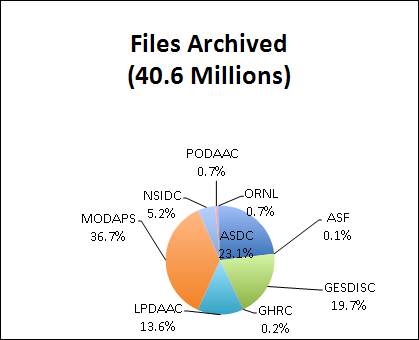 Files Archived
(40.6 Millions)
PODAAC
0.7%
ORNL
0.7%
NSIDC
5.2%
MODAPS
36.7%
ASDC
23.1%
ASF
0.1%
GESDISC
19.7%
LPDAAC
13.6%
GHRC
0.2%